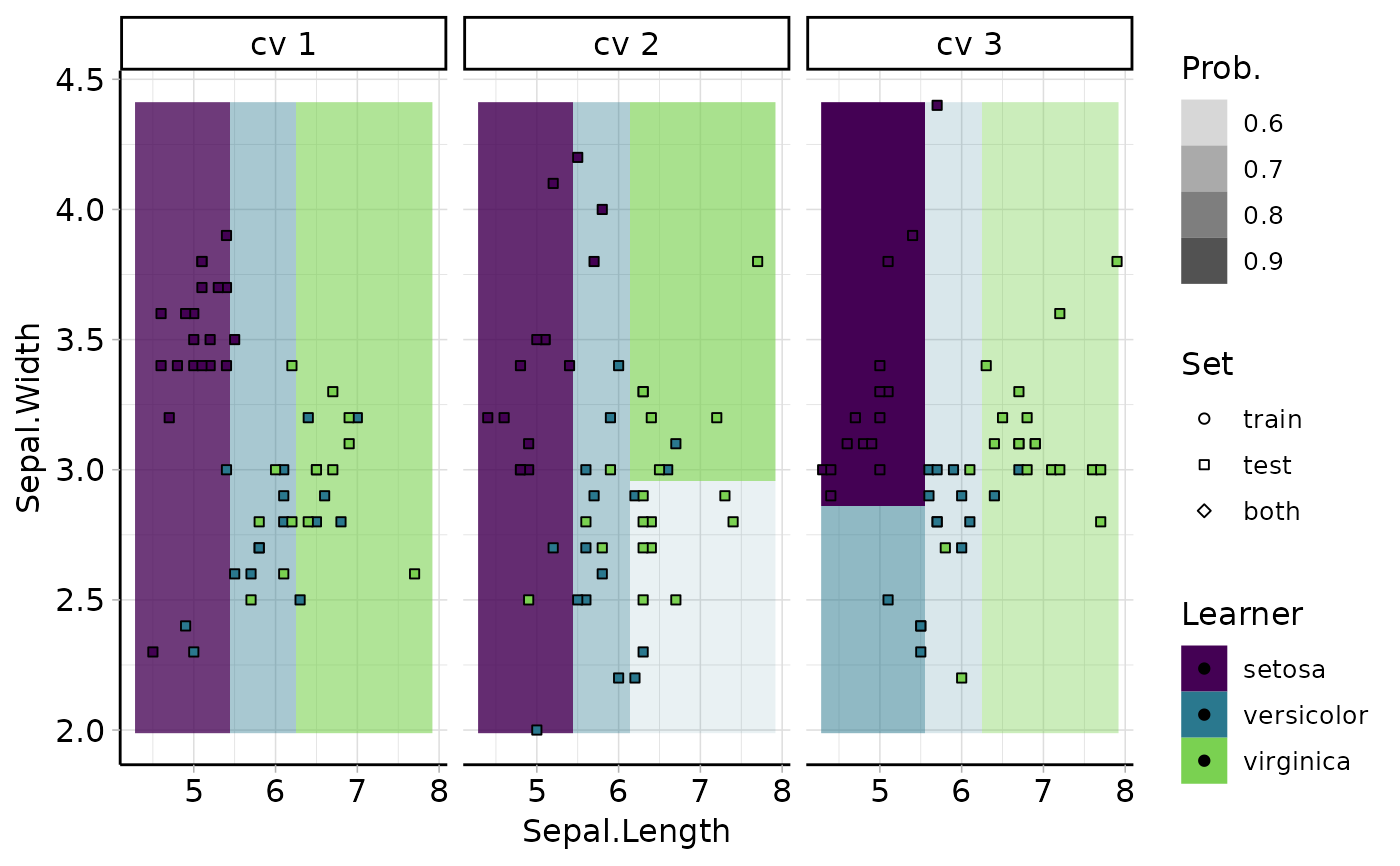 cv 1
cv 2
cv 3
4.5
4.0
3.5
3.0
2.5
2.0
Sepal.Width
5 6 7 8
5 6 7 8
5 6 7 8
Sepal.Length
Prob.
0.6
0.7
0.8
0.9
Set
train
test
both
Learner
setosa
versicolor
virginica